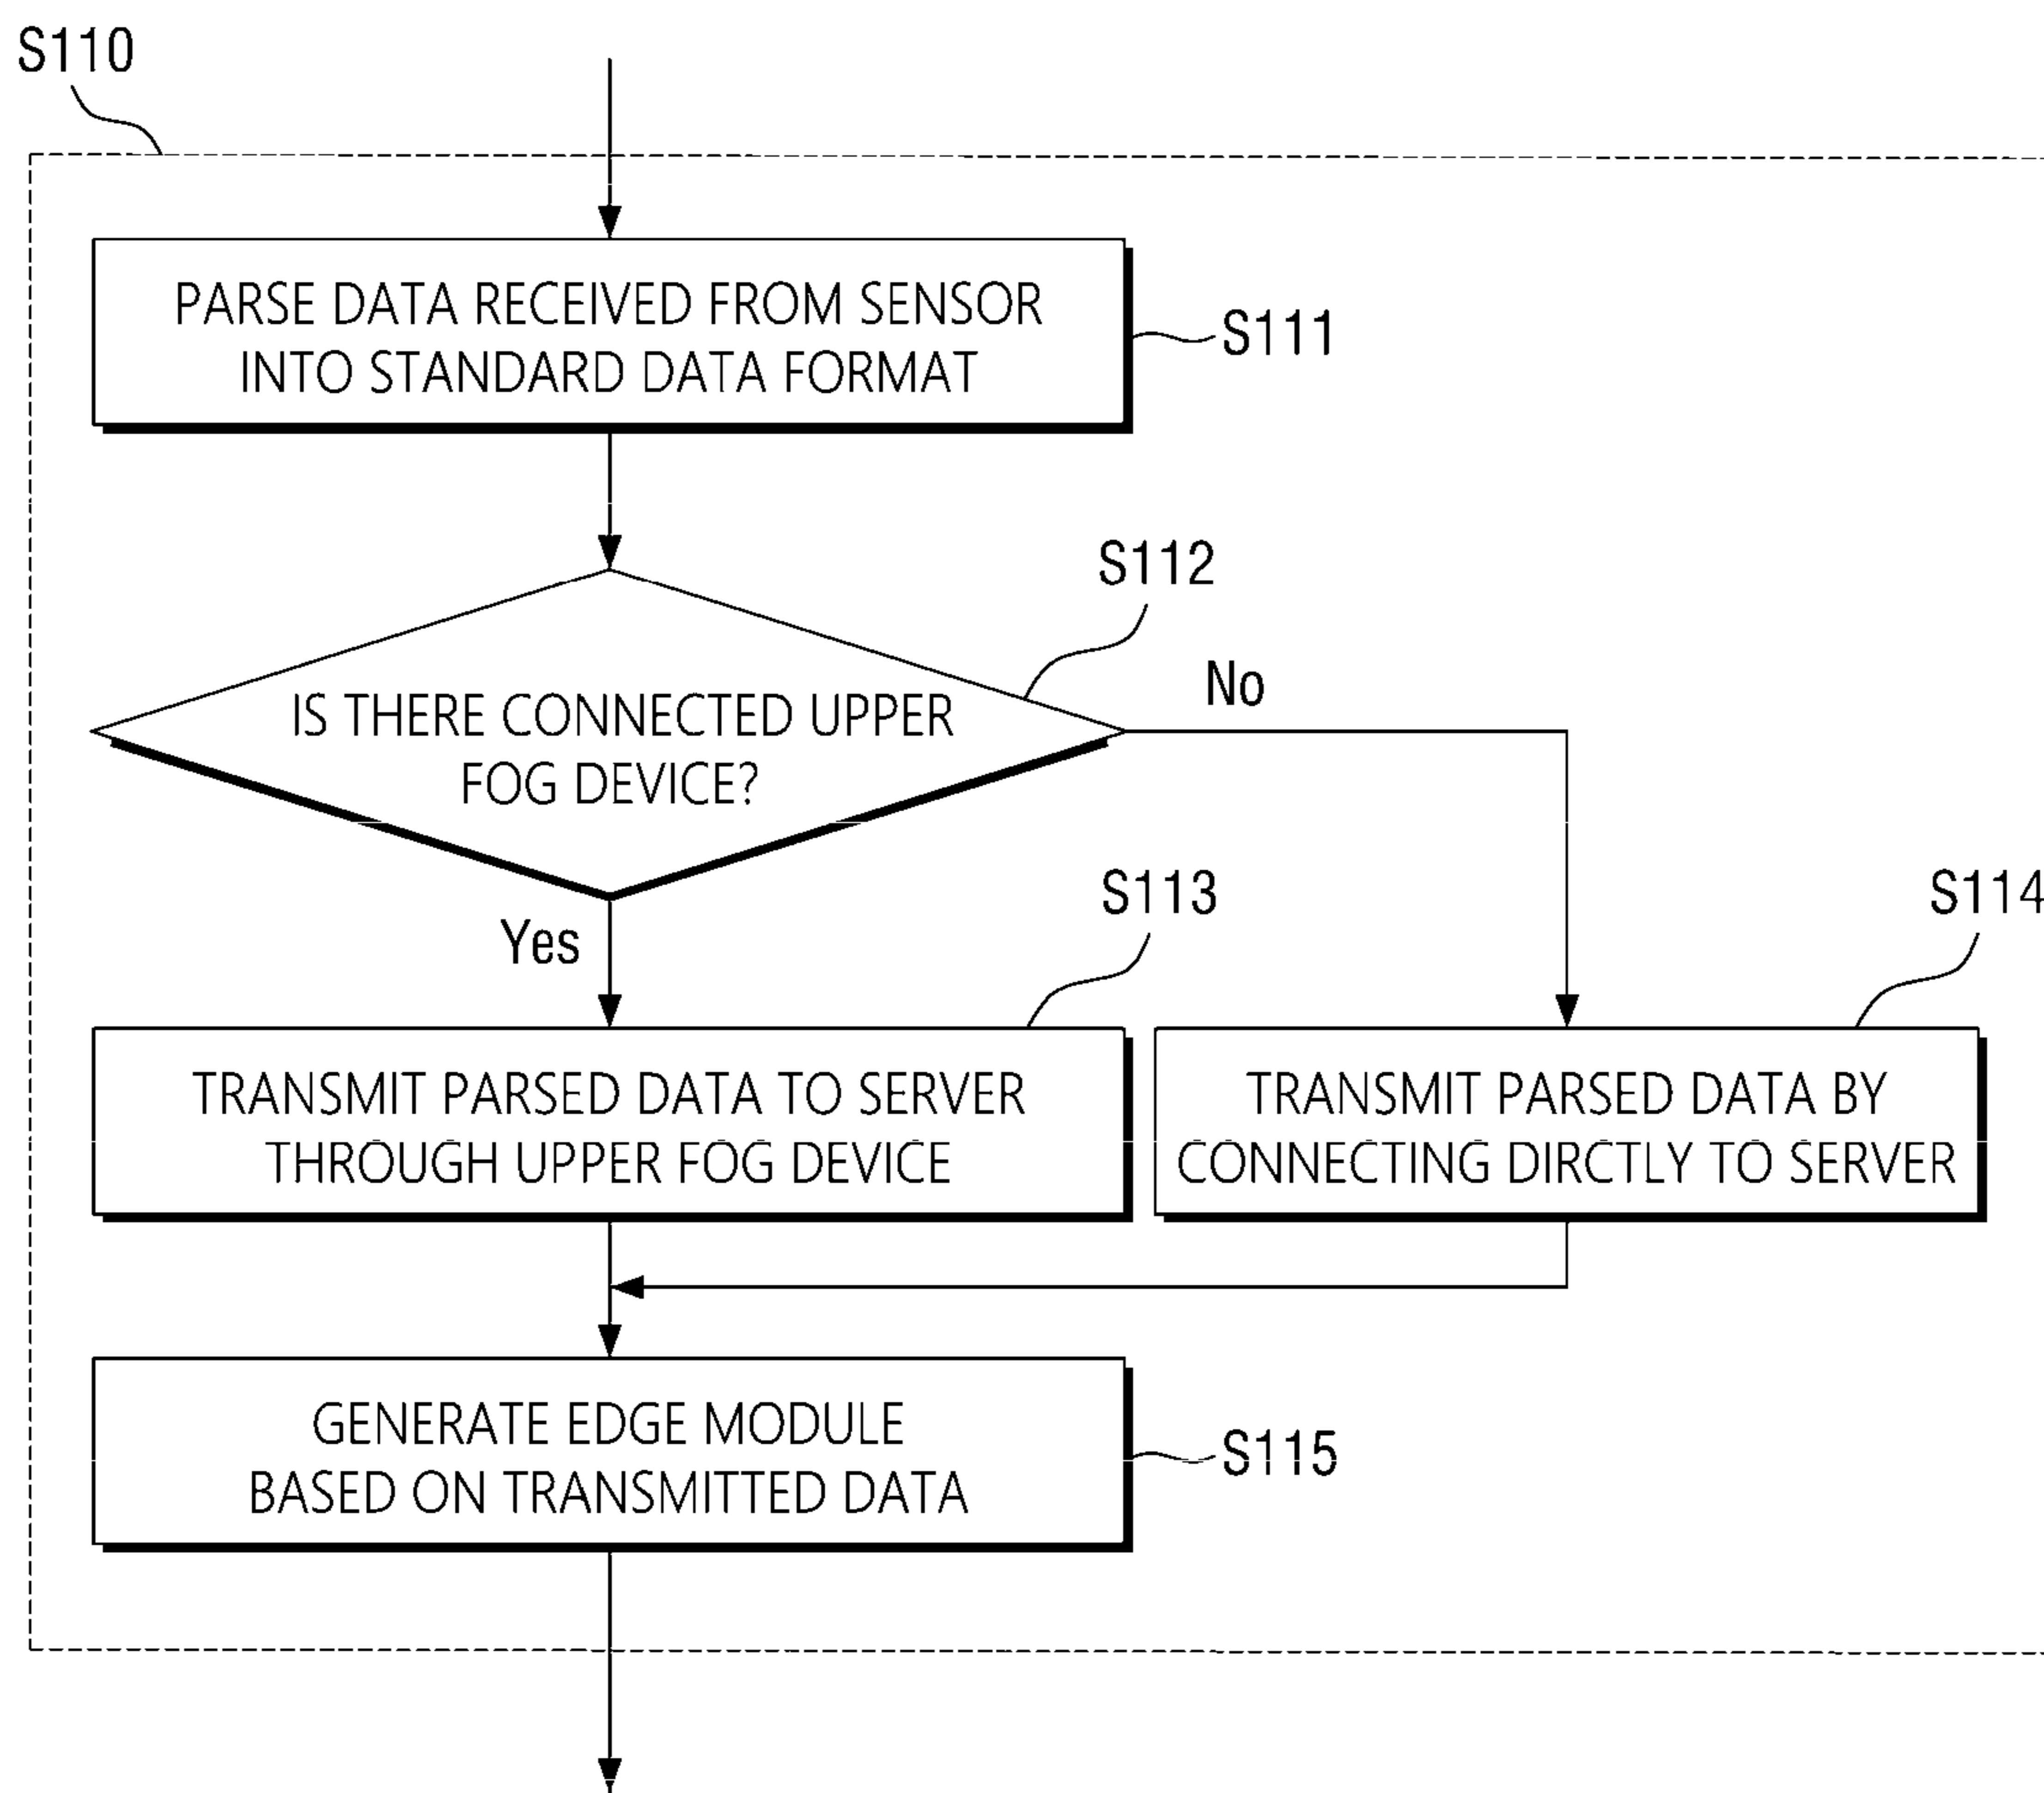 S110
PARSE DATA RECEIVED FROM SENSOR
INTO STANDARD DATA FORMAT
S111
S112
IS THERE CONNECTED UPPER
FOG DEVICE?
No
Yes
S113
S114
TRANSMIT PARSED DATA TO SERVER
THROUGH UPPER FOG DEVICE
TRANSMIT PARSED DATA BY
CONNECTING DIRCTLY TO SERVER
GENERATE EDGE MODULE
BASED ON TRANSMITTED DATA
S115